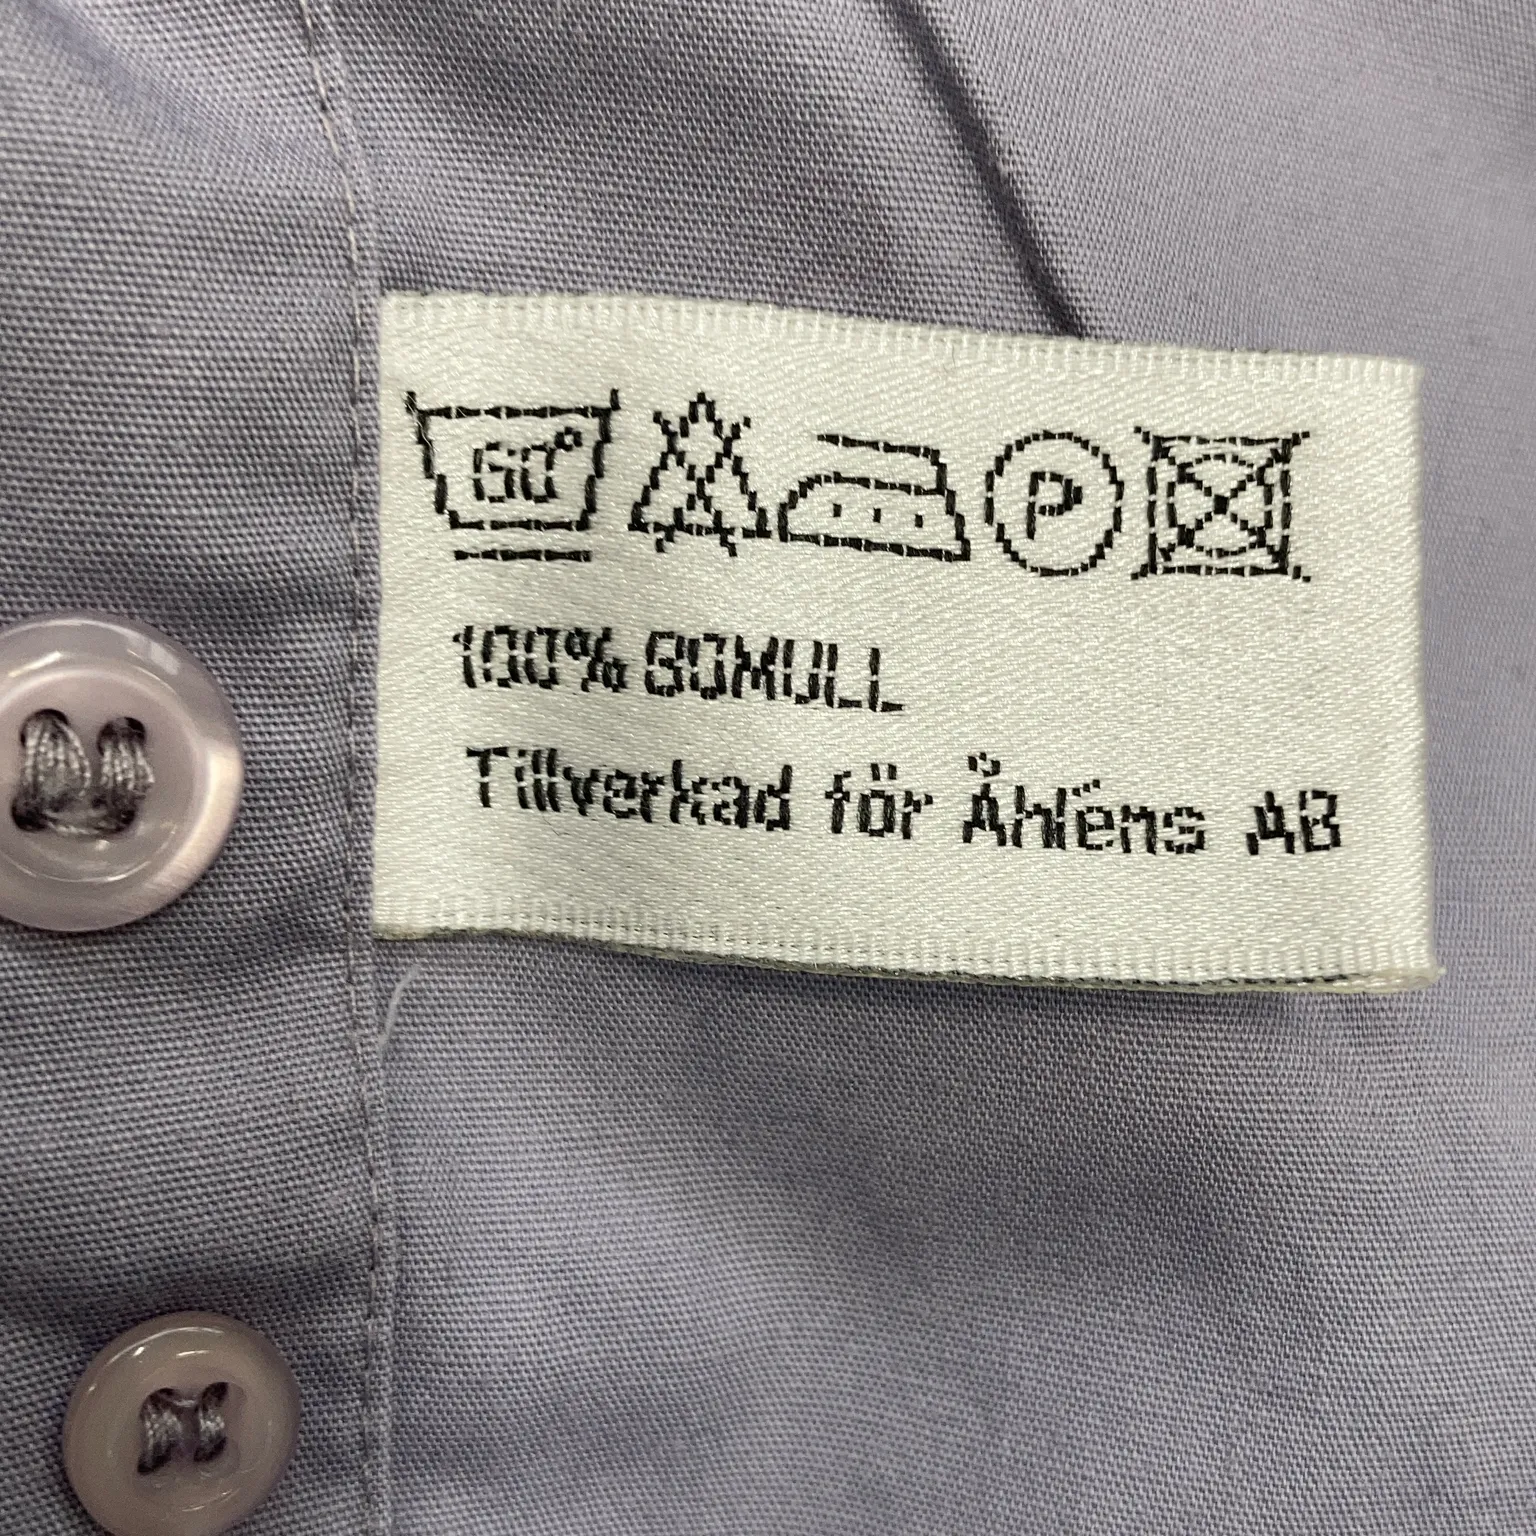 60°
P
100% BOMULL
Tillverkad för Åhléns AB